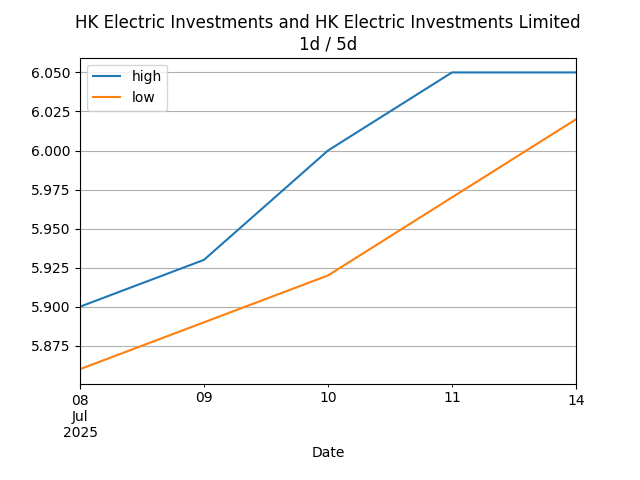 HK Electric Investments and HK Electric Investments Limited
1d / 5d
high
low
6.050
6.025
6.000
5.975
5.950
5.925
5.900
5.875
08
Jul
2025
09
10
11
14
Date